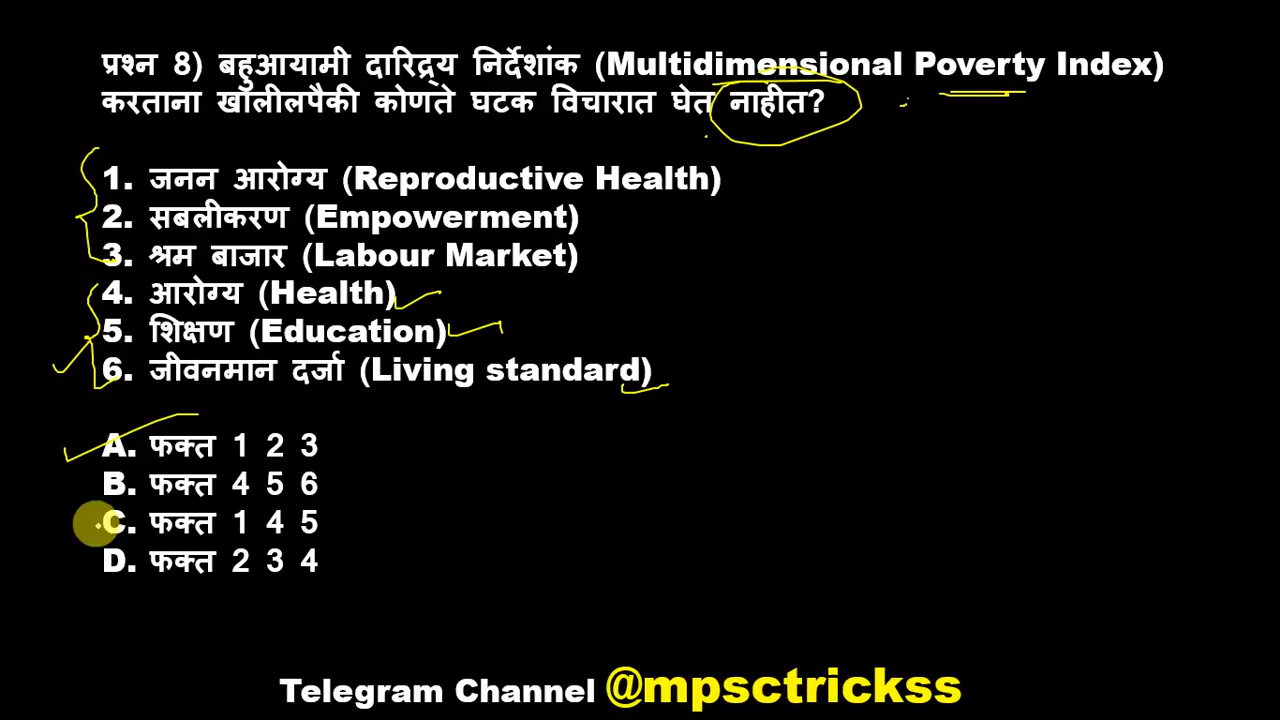 प्रश्न 8) बहुआयामी दारिद्र्य निर्देशांक (Multidimensional Poverty Index)
करताना खालीलपैकी कोणते घटक विचारात घेत नाहीत?
1. जनन आरोग्य (Reproductive Health)
2. सबलीकरण (Empowerment)
3. श्रम बाजार (Labour Market)
4. आरोग्य (Health)
5. शिक्षण (Education)
6. जीवनमान दर्जा (Living standard)
A. फक्त 1 2 3
B. फक्त 4 5 6
C. फक्त 1 4 5
D. फक्त 2 3 4
Telegram Channel @mpsctrickss